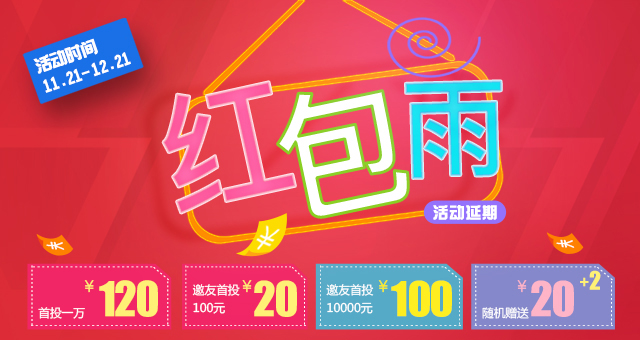 活动时间
11.21-12.21
红包雨
活动延期
首投一万 ¥120
邀友首投
100元
¥20
邀友首投
10000元
¥100
随机赠送 ¥20+2